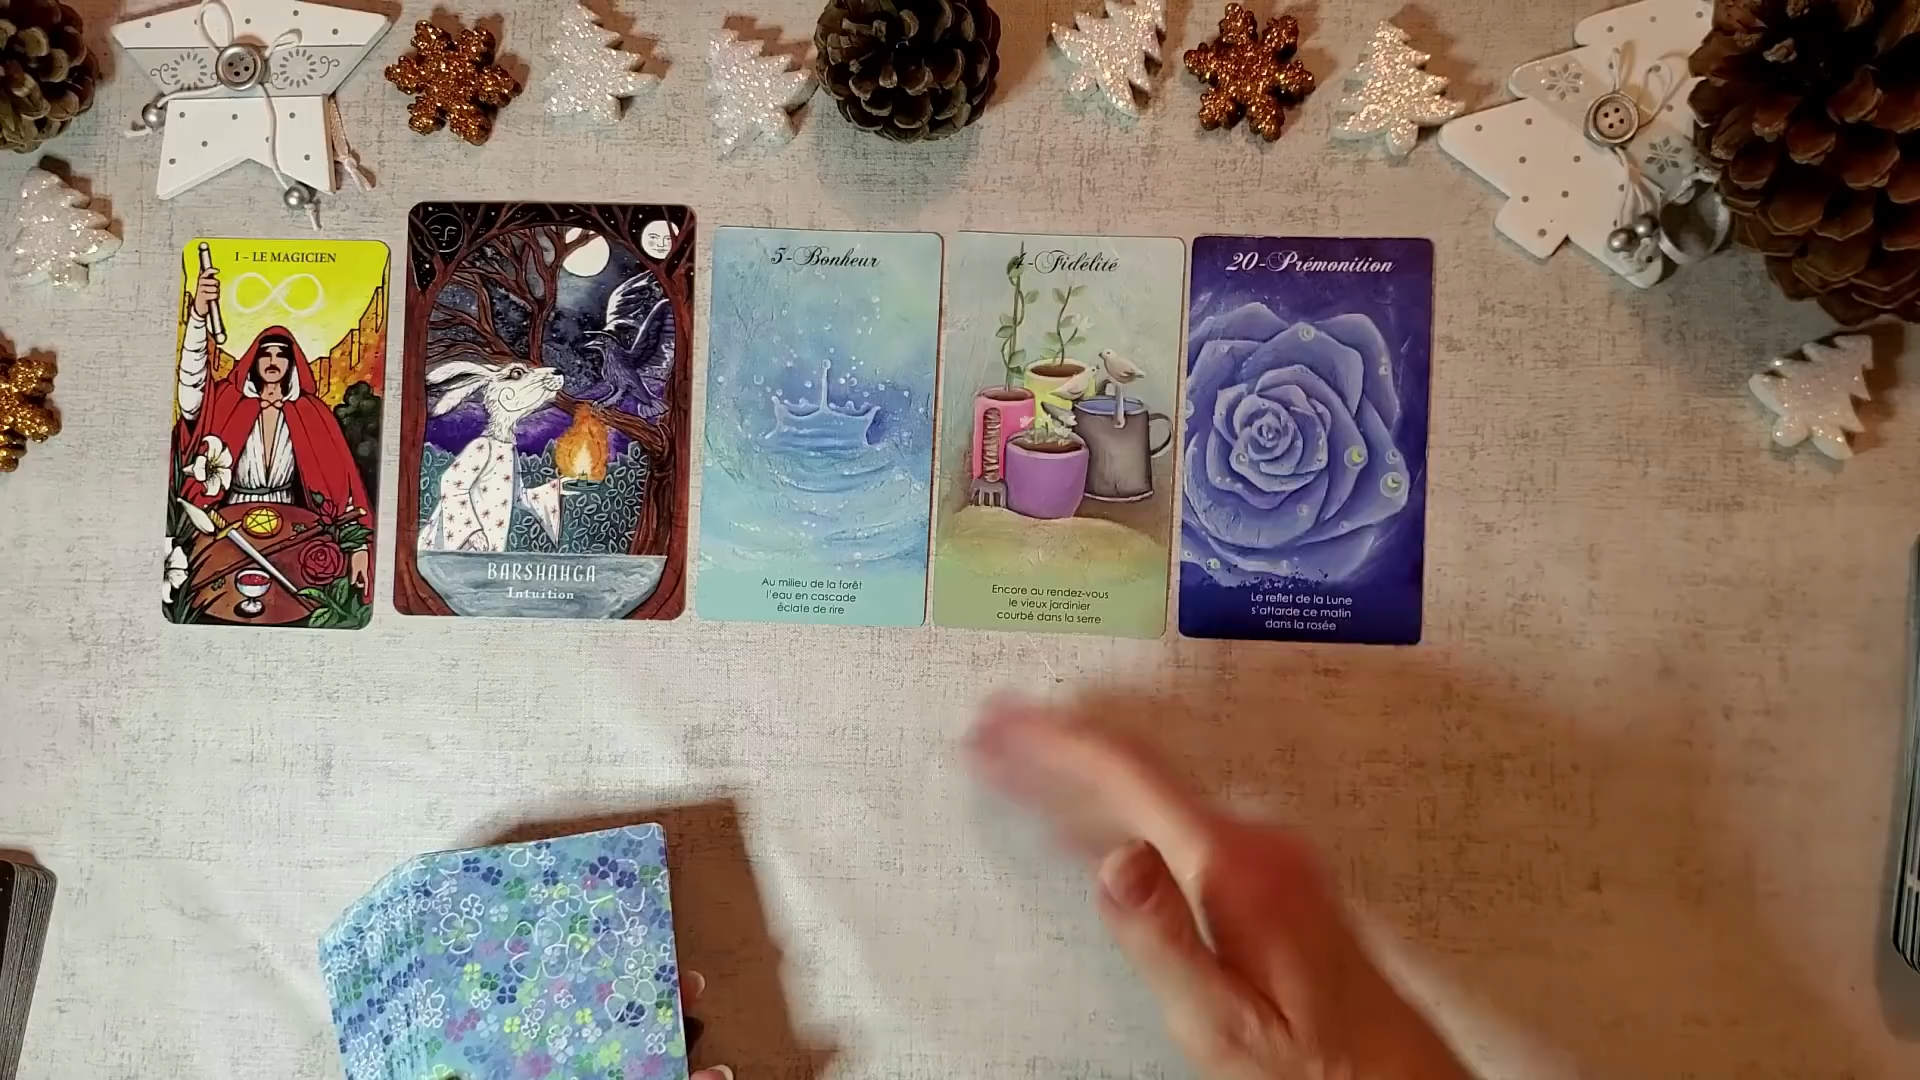 I – LE MAGICIEN
BARSHAHGA
Intuition
5-Bonheur
Au milieu de la forêt
l'eau en cascade
éclate de rire
4-Fidélité
Encore au rendez-vous
le vieux jardinier
courbé dans la serre
20-Prémonition
Le reflet de la Lune
s'attarde ce matin
dans la rosée